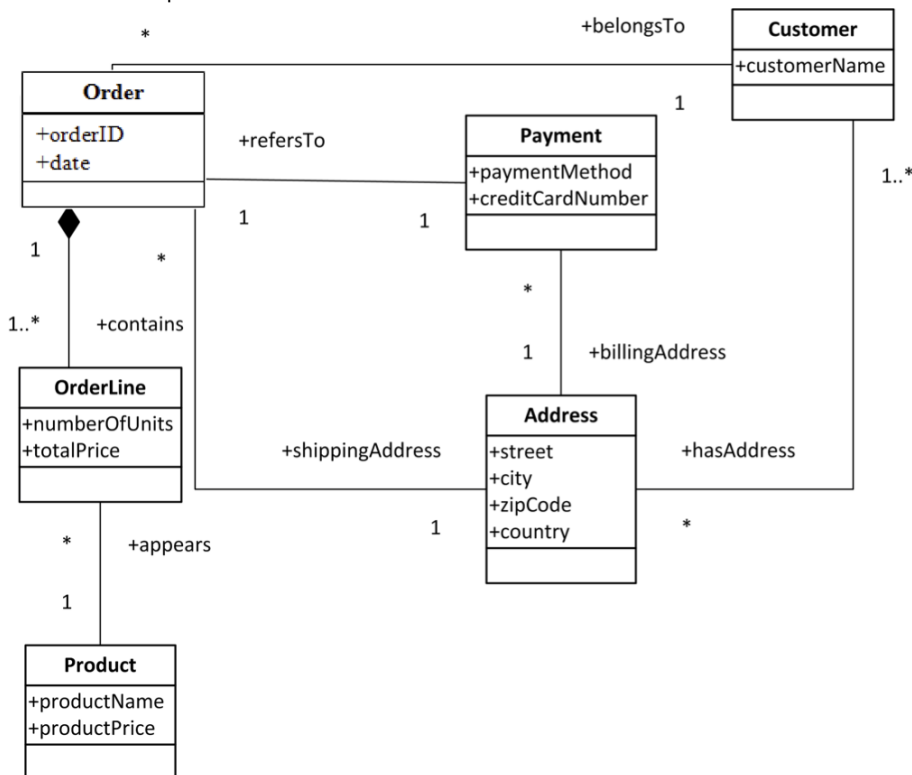 +belongsTo
*
Customer
+customerName
1
Order
+orderID
+date
+refersTo
1
1
Payment
+paymentMethod
+creditCardNumber
1..*
1
*
*
1..*
+contains
1
+billingAddress
OrderLine
+numberOfUnits
+totalPrice
+shippingAddress
1
Address
+street
+city
+zipCode
+country
+hasAddress
*
*
+appears
1
Product
+productName
+productPrice